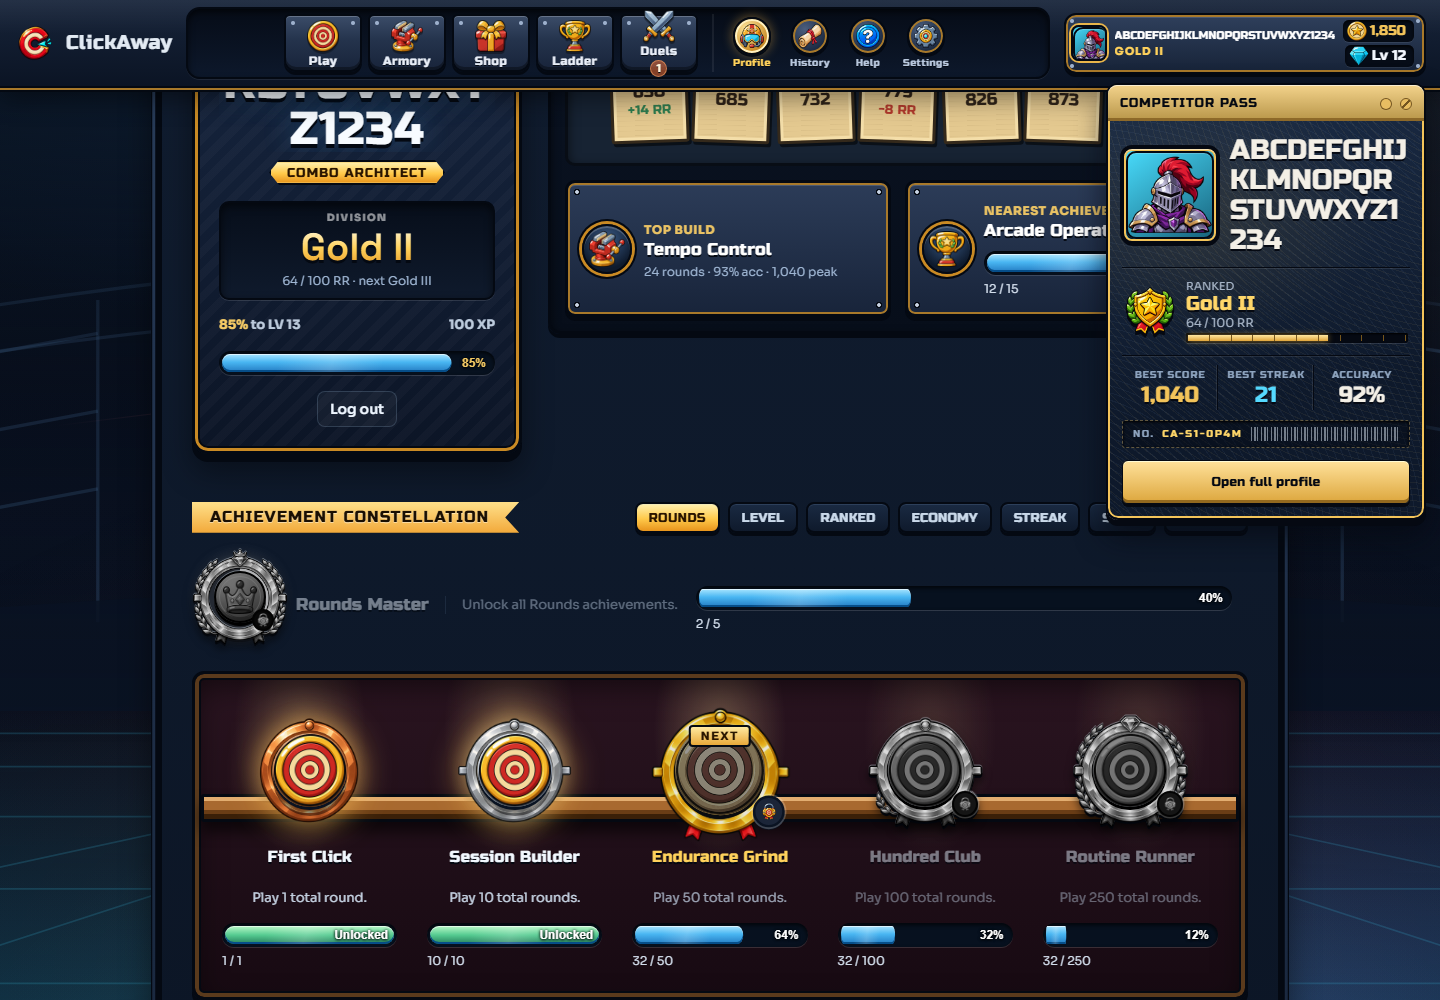 ClickAway
Play
Armory
Shop
Ladder
Duels
1
Profile
History
Help
Settings
ABCDEFGHIJKLMNOPQRSTUVWXYZ1234
GOLD II
1,850
Lv 12
Z1234
COMBO ARCHITECT
DIVISION
Gold II
64 / 100 RR · next Gold III
85% to LV 13
100 XP
85%
Log out
+14 RR
685
732
-8 RR
826
873
TOP BUILD
Tempo Control
24 rounds · 93% acc · 1,040 peak
NEAREST ACHIEVE
Arcade Operat
12 / 15
COMPETITOR PASS
ABCDEFGHIJ
KLMNOPQR
STUVWXYZ1
234
RANKED
Gold II
64 / 100 RR
BEST SCORE
1,040
BEST STREAK
21
ACCURACY
92%
NO. CA-S1-0P4M
Open full profile
ACHIEVEMENT CONSTELLATION
ROUNDS
LEVEL
RANKED
ECONOMY
STREAK
Rounds Master
Unlock all Rounds achievements.
40%
2 / 5
NEXT
First Click
Play 1 total round.
Unlocked
1 / 1
Session Builder
Play 10 total rounds.
Unlocked
10 / 10
Endurance Grind
Play 50 total rounds.
64%
32 / 50
Hundred Club
Play 100 total rounds.
32%
32 / 100
Routine Runner
Play 250 total rounds.
12%
32 / 250